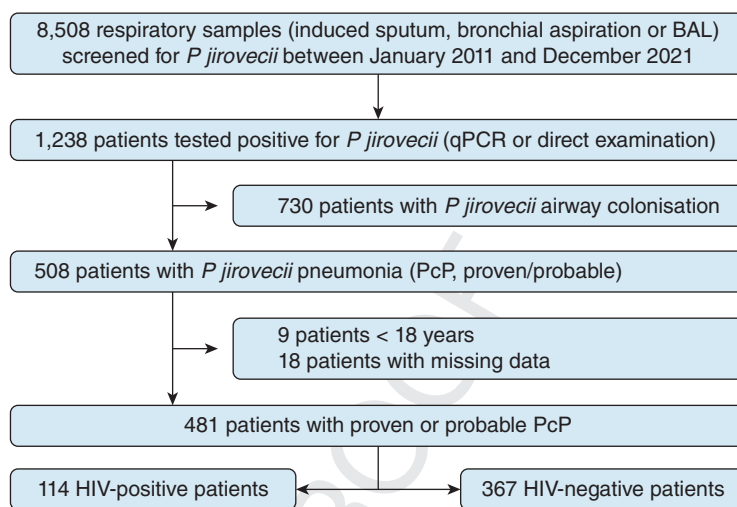 8,508 respiratory samples (induced sputum, bronchial aspiration or BAL)
screened for P jirovecii between January 2011 and December 2021
1,238 patients tested positive for P jirovecii (qPCR or direct examination)
730 patients with P jirovecii airway colonisation
508 patients with P jirovecii pneumonia (PcP, proven/probable)
9 patients < 18 years
18 patients with missing data
481 patients with proven or probable PcP
114 HIV-positive patients
367 HIV-negative patients